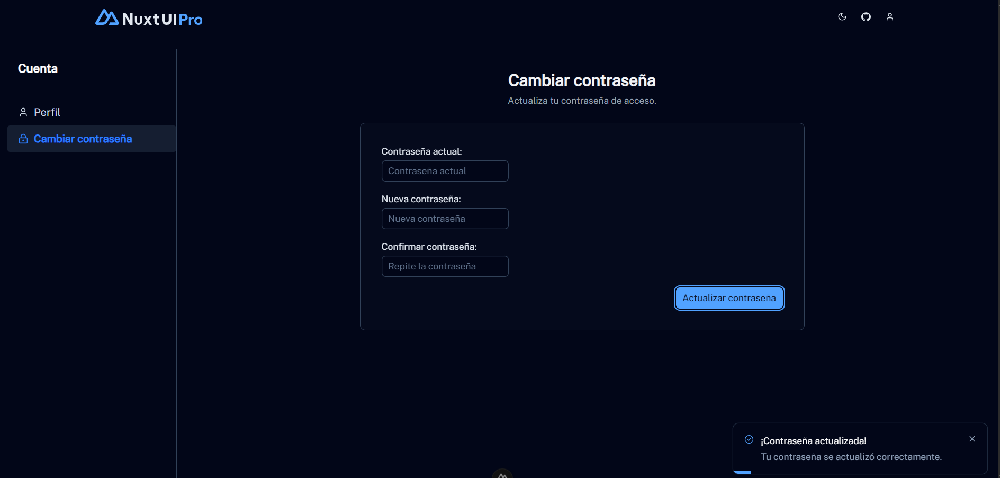 NuxtUIPro
Cuenta
Perfil
Cambiar contraseña
Cambiar contraseña
Actualiza tu contraseña de acceso.
Contraseña actual:
Contraseña actual
Nueva contraseña:
Nueva contraseña
Confirmar contraseña:
Repite la contraseña
Actualizar contraseña
¡Contraseña actualizada!
Tu contraseña se actualizó correctamente.